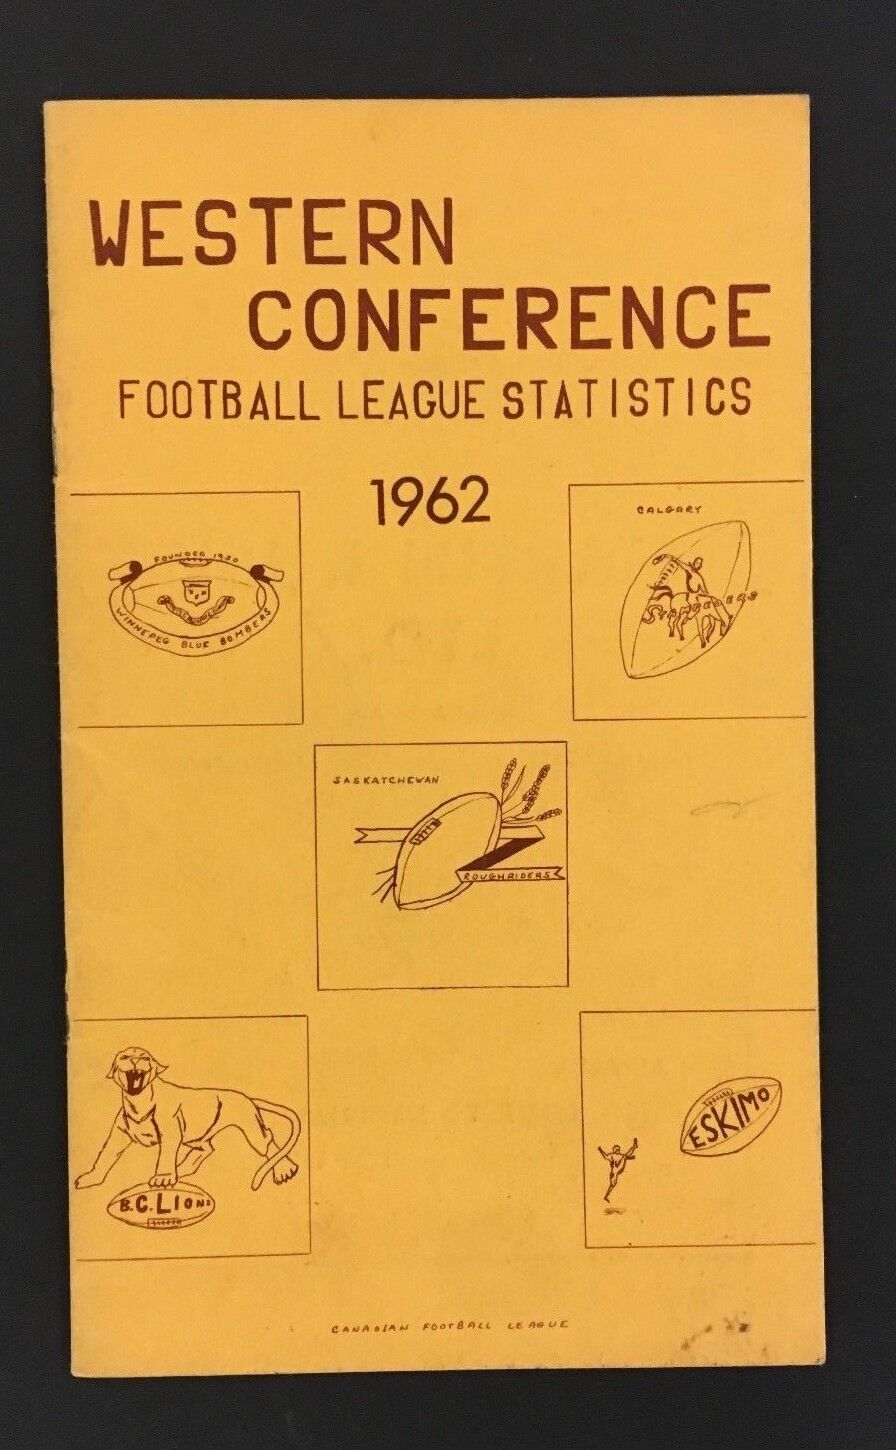 WESTERN
CONFERENCE
FOOTBALL LEAGUE STATISTICS
1962
FOUNDED 1930
WINNEPEG BLUE BOMBERS
CALGARY
STAMPEDERS
SASKATCHEWAN
ROUGHRIDERS
B.C. LIONS
ESKIMO
CANADIAN FOOTBALL LEAGUE